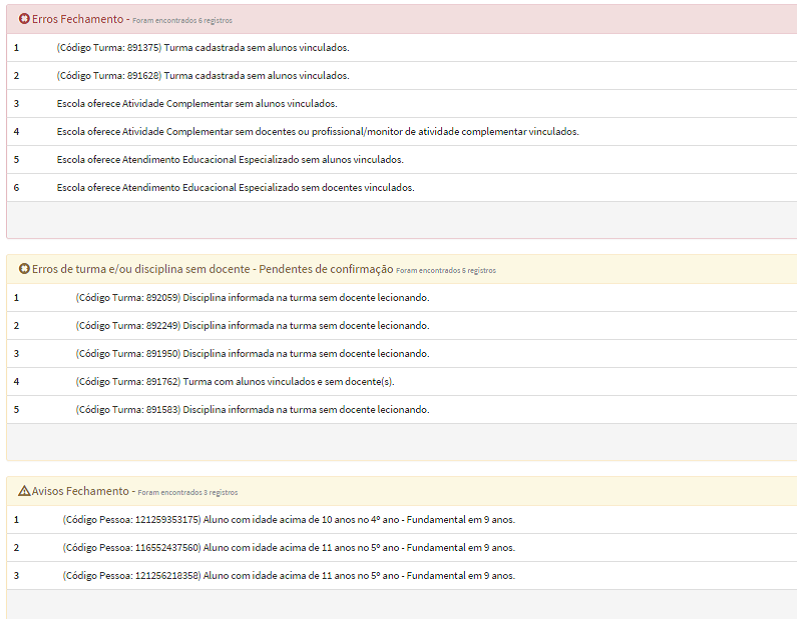 Erros Fechamento - Foram encontrados 6 registros
1 (Código Turma: 891375) Turma cadastrada sem alunos vinculados.
2 (Código Turma: 891628) Turma cadastrada sem alunos vinculados.
3 Escola oferece Atividade Complementar sem alunos vinculados.
4 Escola oferece Atividade Complementar sem docentes ou profissional/monitor de atividade complementar vinculados.
5 Escola oferece Atendimento Educacional Especializado sem alunos vinculados.
6 Escola oferece Atendimento Educacional Especializado sem docentes vinculados.
Erros de turma e/ou disciplina sem docente - Pendentes de confirmação Foram encontrados 5 registros
1 (Código Turma: 892059) Disciplina informada na turma sem docente lecionando.
2 (Código Turma: 892249) Disciplina informada na turma sem docente lecionando.
3 (Código Turma: 891950) Disciplina informada na turma sem docente lecionando.
4 (Código Turma: 891762) Turma com alunos vinculados e sem docente(s).
5 (Código Turma: 891583) Disciplina informada na turma sem docente lecionando.
Avisos Fechamento - Foram encontrados 3 registros
1 (Código Pessoa: 121259353175) Aluno com idade acima de 10 anos no 4º ano - Fundamental em 9 anos.
2 (Código Pessoa: 116552437560) Aluno com idade acima de 11 anos no 5º ano - Fundamental em 9 anos.
3 (Código Pessoa: 121256218358) Aluno com idade acima de 11 anos no 5º ano - Fundamental em 9 anos.